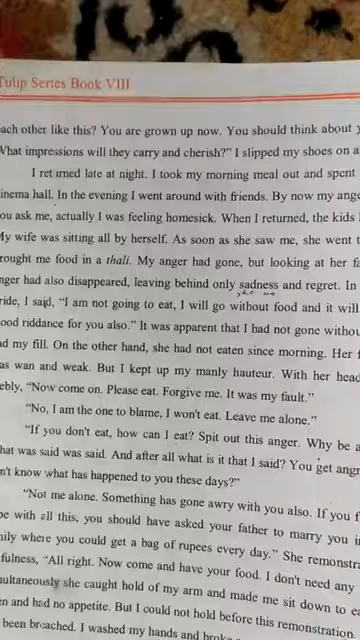 Tulip Series Book VIII
each other like this? You are grown up now. You should think about
What impressions will they carry and cherish?" I slipped my shoes on a
I returned late at night. I took my morning meal out and spent
cinema hall. In the evening I went around with friends. By now my ange
you ask me, actually I was feeling homesick. When I returned, the kids
My wife was sitting all by herself. As soon as she saw me, she went
brought me food in a thali. My anger had gone, but looking at her fa
anger had also disappeared, leaving behind only sadness and regret. In
ride, I said, "I am not going to eat, I will go without food and it will
ood riddance for you also." It was apparent that I had not gone withou
ad my fill. On the other hand, she had not eaten since morning. Her
as wan and weak. But I kept up my manly hauteur. With her head
ebly, "Now come on. Please eat. Forgive me. It was my fault."
"No, I am the one to blame, I won't eat. Leave me alone."
"If you don't eat, how can I eat? Spit out this anger. Why be a
hat was said was said. And after all what is it that I said? You get angr
n't know what has happened to you these days?"
"Not me alone. Something has gone awry with you also. If you f
be with all this, you should have asked your father to marry you i
ily where you could get a bag of rupees every day." She remonstra
fulness, "All right. Now come and have your food. I don't need any
ultaneously she caught hold of my arm and made me sit down to ea
en and had no appetite. But I could not hold before this remonstration
been breached. I washed my hands and broke